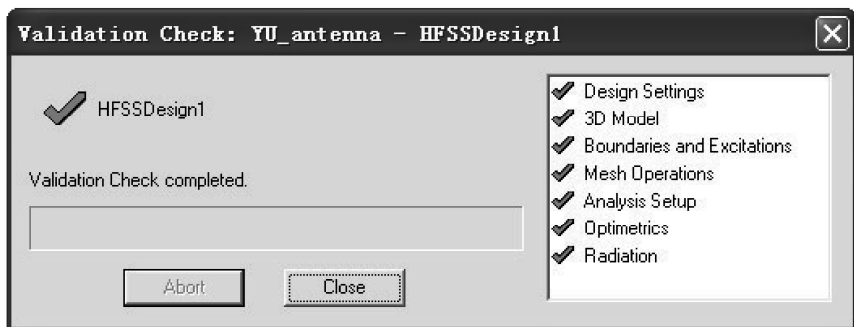 Validation Check: YU_antenna - HFSSDesign1
HFSSDesign1
Validation Check completed.
Abort
Close
Design Settings
3D Model
Boundaries and Excitations
Mesh Operations
Analysis Setup
Optimetrics
Radiation